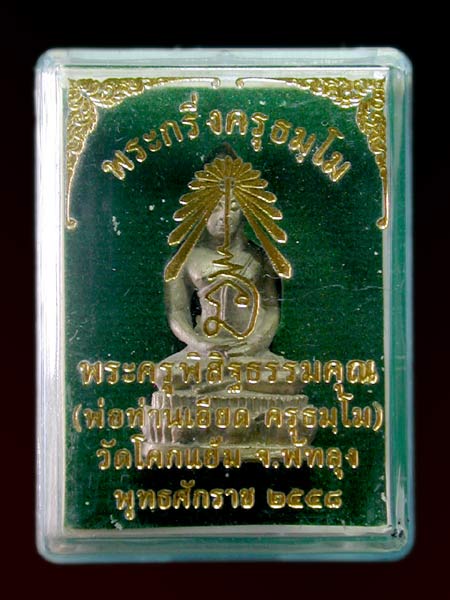 พระกริ่งครุธมฺโม
พระครูพิสิฐธรรมคุณ
(พ่อท่านเอียด ครุธมฺโม)
วัดโคกแย้ม จ.พัทลุง
พุทธศักราช ๒๕๔๘